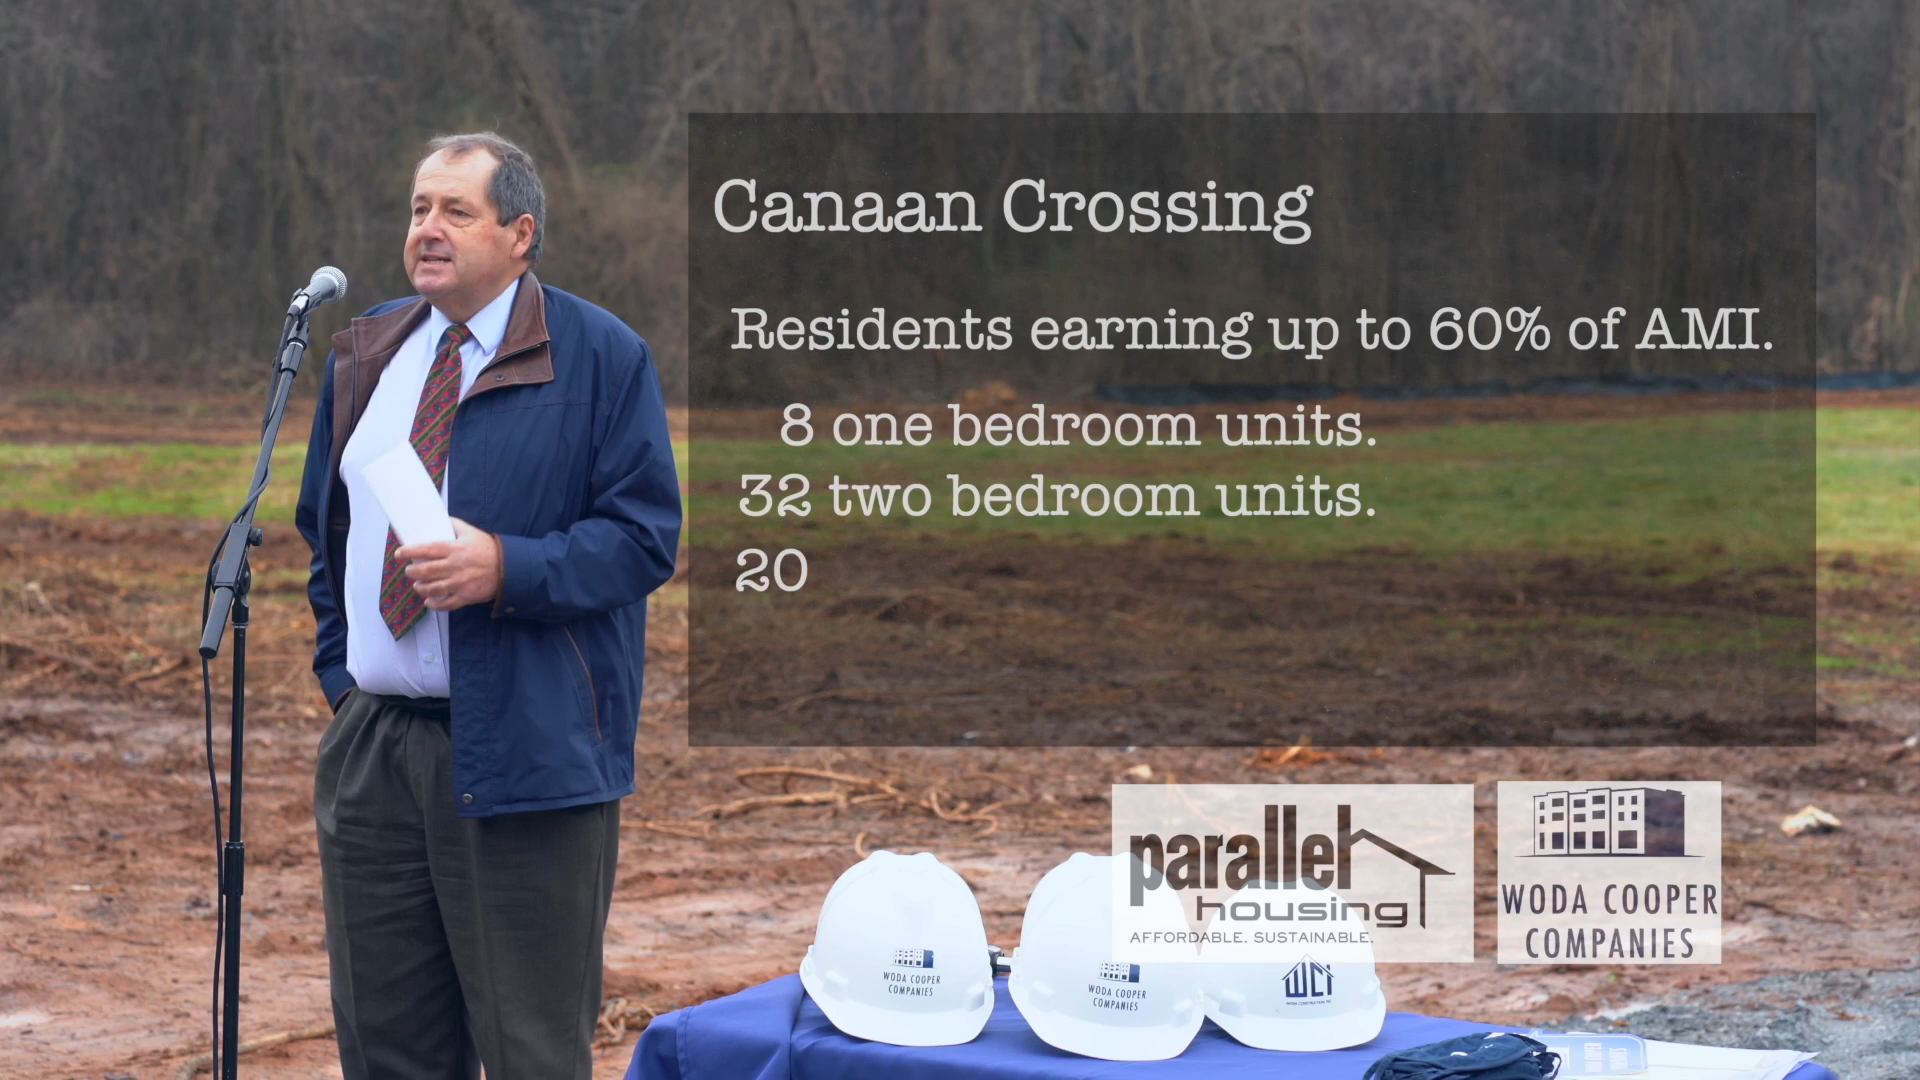 Canaan Crossing
Residents earning up to 60% of AMI.
8 one bedroom units.
32 two bedroom units.
20
parallel
housing
AFFORDABLE. SUSTAINABLE.
WODA COOPER
COMPANIES
WODA COOPER
COMPANIES
WODA COOPER
COMPANIES
WCI